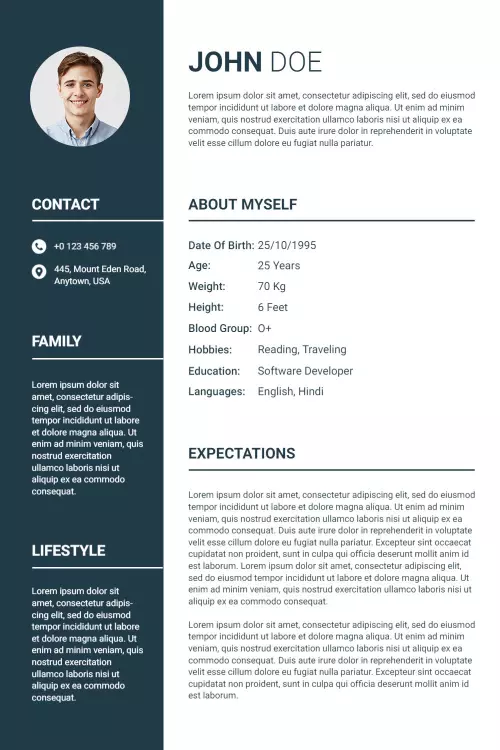 JOHN DOE
Lorem ipsum dolor sit amet, consectetur adipiscing elit, sed do eiusmod
tempor incididunt ut labore et dolore magna aliqua. Ut enim ad minim
veniam, quis nostrud exercitation ullamco laboris nisi ut aliquip ex ea
commodo consequat. Duis aute irure dolor in reprehenderit in voluptate
velit esse cillum dolore eu fugiat nulla pariatur.
CONTACT
+0 123 456 789
445, Mount Eden Road,
Anytown, USA
FAMILY
Lorem ipsum dolor sit
amet, consectetur adipis-
cing elit, sed do eiusmod
tempor incididunt ut labore
et dolore magna aliqua. Ut
enim ad minim veniam, quis
nostrud exercitation
ullamco laboris nisi ut
aliquip ex ea commodo
consequat.
LIFESTYLE
Lorem ipsum dolor sit
amet, consectetur adipis-
cing elit, sed do eiusmod
tempor incididunt ut labore
et dolore magna aliqua. Ut
enim ad minim veniam, quis
nostrud exercitation
ullamco laboris nisi ut
aliquip ex ea commodo
consequat.
ABOUT MYSELF
Date Of Birth: 25/10/1995
Age: 25 Years
Weight: 70 Kg
Height: 6 Feet
Blood Group: O+
Hobbies: Reading, Traveling
Education: Software Developer
Languages: English, Hindi
EXPECTATIONS
Lorem ipsum dolor sit amet, consectetur adipiscing elit, sed do eiusmod
tempor incididunt ut labore et dolore magna aliqua. Ut enim ad minim
veniam, quis nostrud exercitation ullamco laboris nisi ut aliquip ex ea
commodo consequat. Duis aute irure dolor in reprehenderit in voluptate
velit esse cillum dolore eu fugiat nulla pariatur. Excepteur sint occaecat
cupidatat non proident, sunt in culpa qui officia deserunt mollit anim id
est laborum. Lorem ipsum dolor sit amet, consectetur adipiscing elit, sed
do eiusmod tempor incididunt ut labore et dolore magna aliqua. Ut enim
ad minim veniam, quis nostrud exercitation ullamco laboris nisi ut
aliquip ex ea commodo consequat.
Lorem ipsum dolor sit amet, consectetur adipiscing elit, sed do eiusmod
tempor incididunt ut labore et dolore magna aliqua. Ut enim ad minim
veniam, quis nostrud exercitation ullamco laboris nisi ut aliquip ex ea
commodo consequat. Duis aute irure dolor in reprehenderit in voluptate
velit esse cillum dolore eu fugiat nulla pariatur. Excepteur sint occaecat
cupidatat non proident, sunt in culpa qui officia deserunt mollit anim id
est laborum.